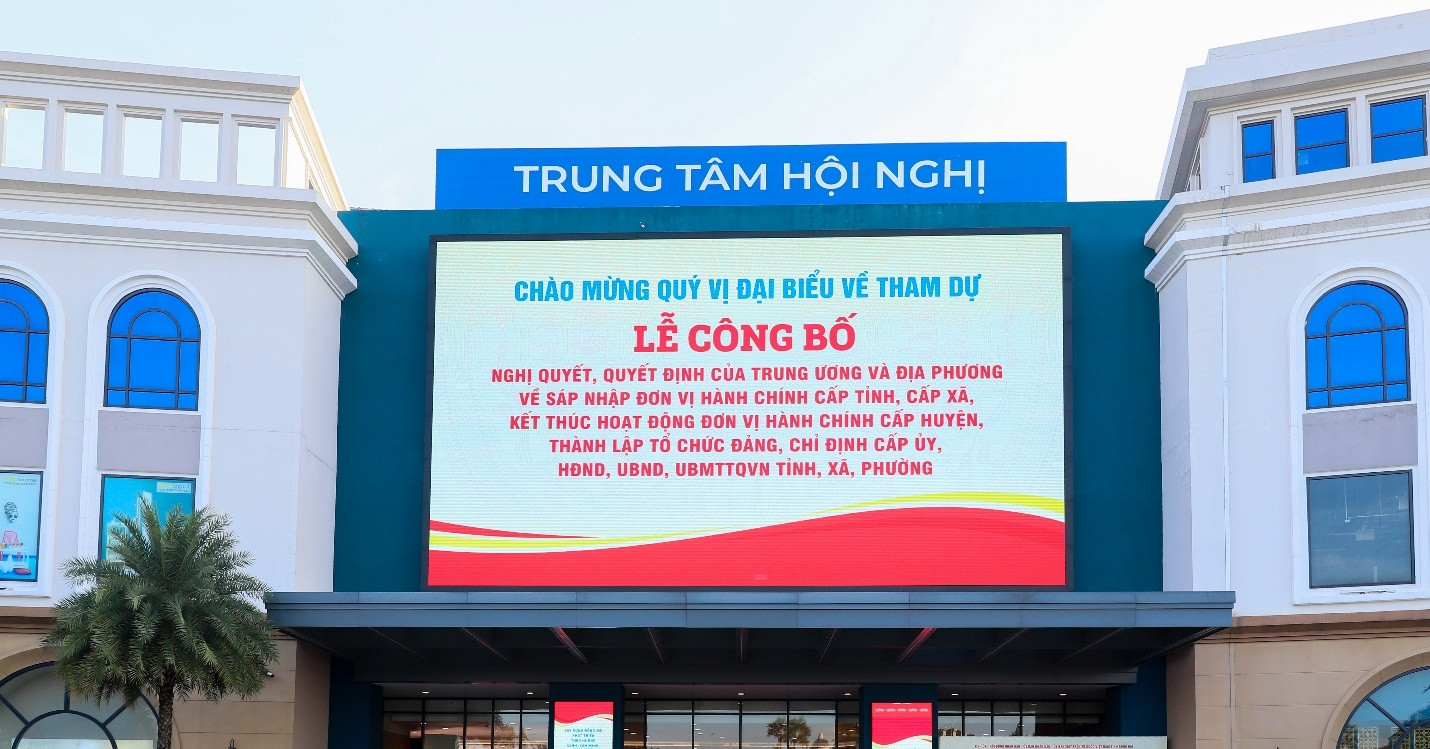 TRUNG TÂM HỘI NGHỊ
CHÀO MỪNG QUÝ VỊ ĐẠI BIỂU VỀ THAM DỰ
LỄ CÔNG BỐ
NGHỊ QUYẾT, QUYẾT ĐỊNH CỦA TRUNG ƯƠNG VÀ ĐỊA PHƯƠNG
VỀ SÁP NHẬP ĐƠN VỊ HÀNH CHÍNH CẤP TỈNH, CẤP XÃ,
KẾT THÚC HOẠT ĐỘNG ĐƠN VỊ HÀNH CHÍNH CẤP HUYỆN,
THÀNH LẬP TỔ CHỨC ĐẢNG, CHỈ ĐỊNH CẤP ỦY,
HĐND, UBND, UBMTTQVN TỈNH, XÃ, PHƯỜNG